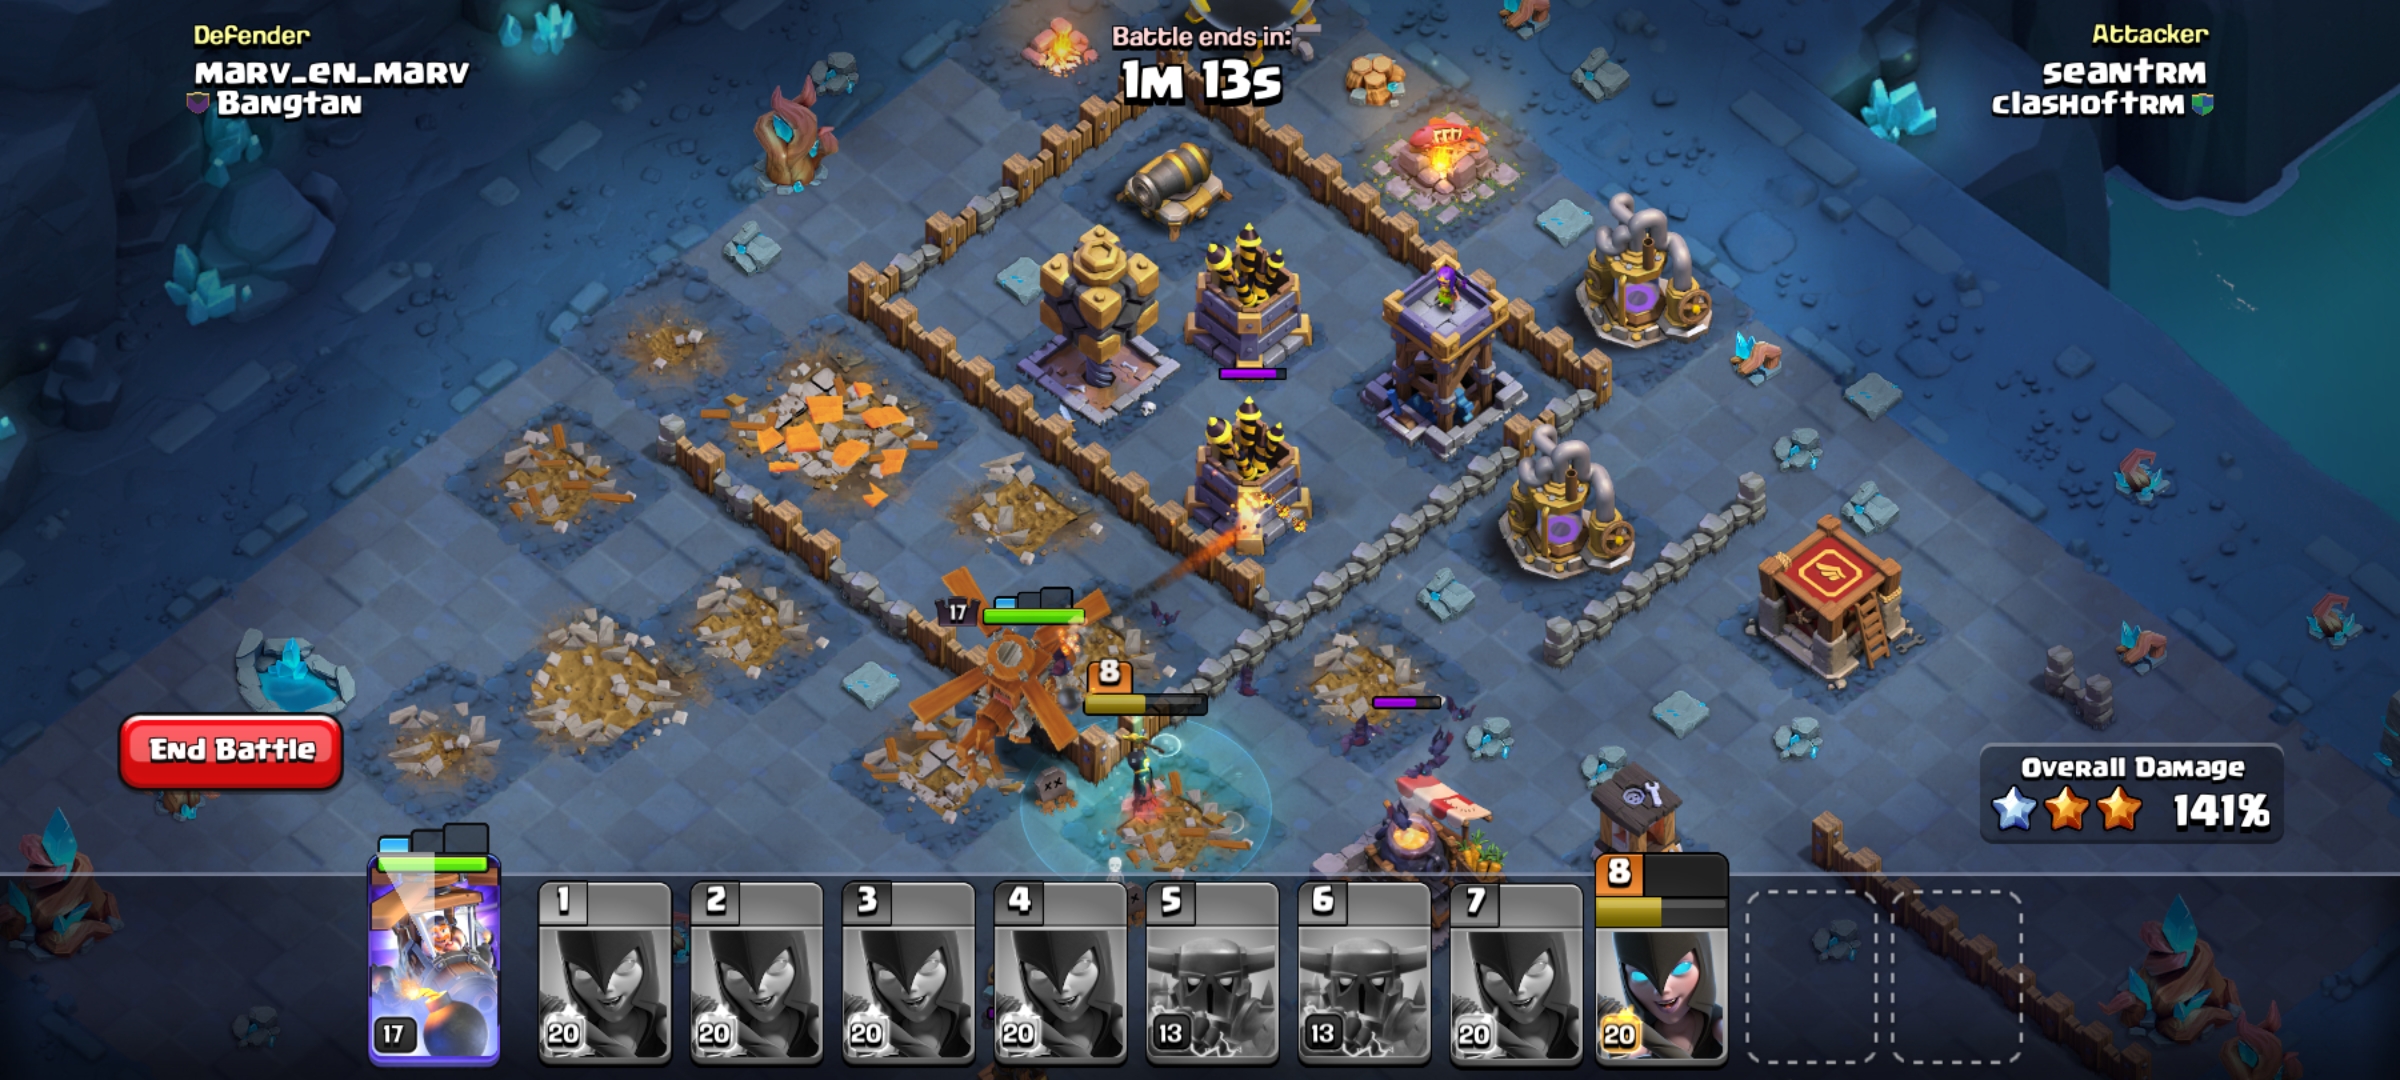 Defender
marv_en_marv
Bangtan
Battle ends in:
1m 13s
Attacker
seantrm
clashoftrm
17
8
End Battle
Overall Damage
141%
17
1
20
2
20
3
20
4
20
5
13
6
13
7
20
8
20